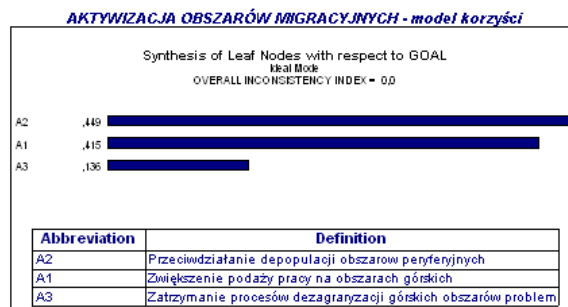 AKTYWIZACJA OBSZARÓW MIGRACYJNYCH - model korzyści
Synthesis of Leaf Nodes with respect to GOAL
Ideal Mode
OVERALL INCONSISTENCY INDEX = 0,0
A2 ,449
A1 ,415
A3 ,136
Abbreviation Definition
A2 Przeciwdziałanie depopulacji obszarow peryferyjnych
A1 Zwiększenie podaży pracy na obszarach górskich
A3 Zatrzymanie procesów dezagraryzacji górskich obszarów problem